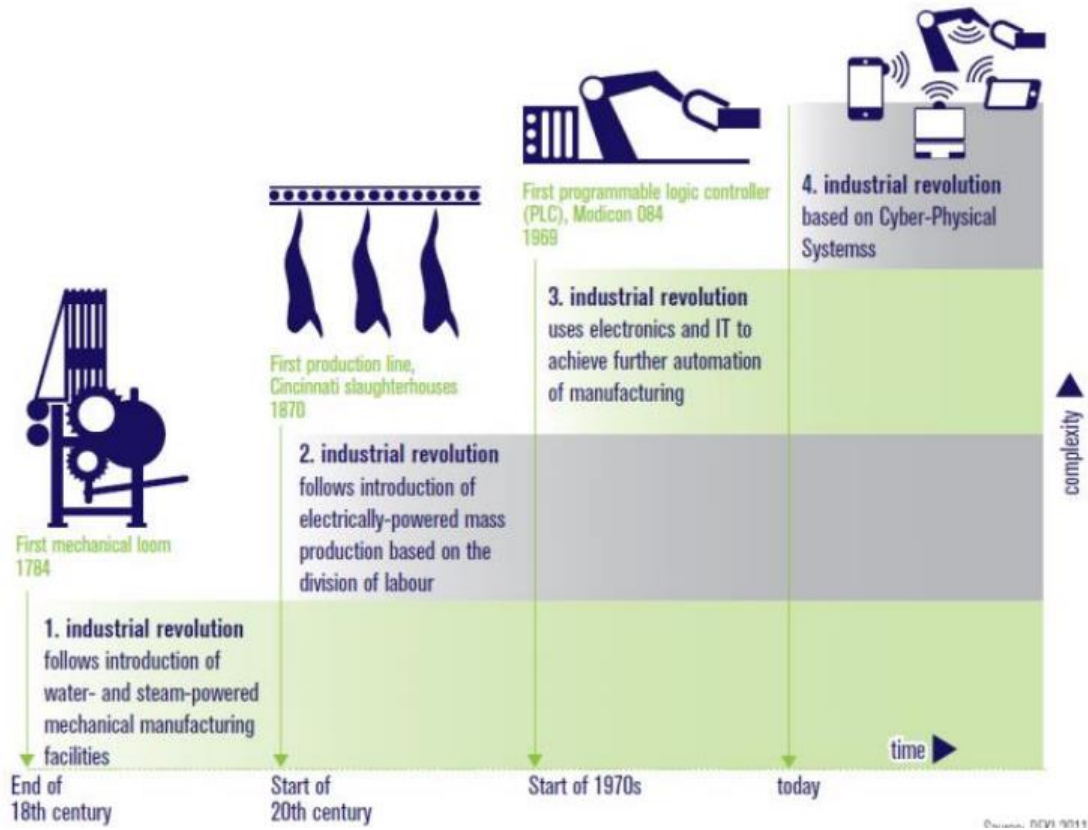 First mechanical loom
1784
First production line,
Cincinnati slaughterhouses
1870
First programmable logic controller
(PLC), Modicon 084
1969
4. industrial revolution
based on Cyber-Physical
Systemss
3. industrial revolution
uses electronics and IT to
achieve further automation
of manufacturing
2. industrial revolution
follows introduction of
electrically-powered mass
production based on the
division of labour
1. industrial revolution
follows introduction of
water- and steam-powered
mechanical manufacturing
facilities
complexity
time
End of
18th century
Start of
20th century
Start of 1970s
today
Source: DFKI 2011